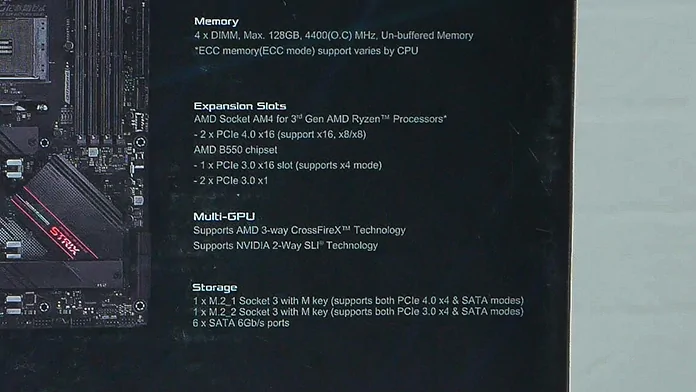 Memory
4 x DIMM, Max. 128GB, 4400(O.C) MHz, Un-buffered Memory
*ECC memory(ECC mode) support varies by CPU
Expansion Slots
AMD Socket AM4 for 3rd Gen AMD Ryzen™ Processors*
- 2 x PCIe 4.0 x16 (support x16, x8/x8)
AMD B550 chipset
- 1 x PCIe 3.0 x16 slot (supports x4 mode)
- 2 x PCIe 3.0 x1
Multi-GPU
Supports AMD 3-way CrossFireX™ Technology
Supports NVIDIA 2-Way SLI® Technology
Storage
1 x M.2_1 Socket 3 with M key (supports both PCIe 4.0 x4 & SATA modes)
1 x M.2_2 Socket 3 with M key (supports both PCIe 3.0 x4 & SATA modes)
6 x SATA 6Gb/s ports
STRIX